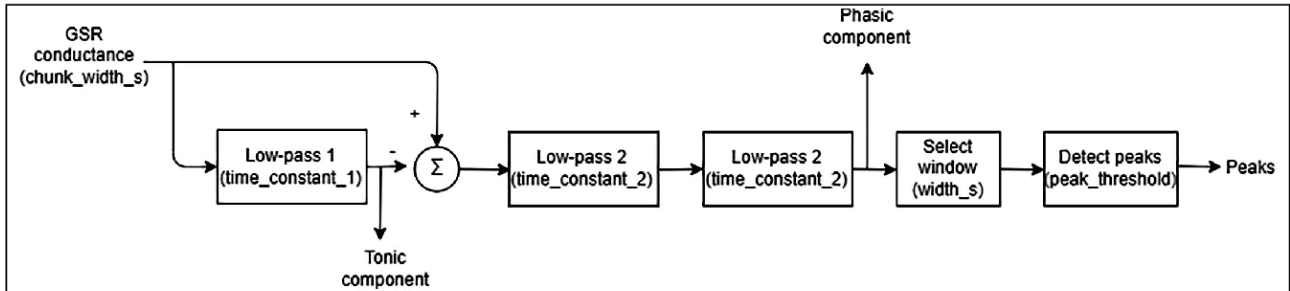 GSR
conductance
(chunk_width_s)
Phasic
component
+
-
Low-pass 1
(time_constant_1)
Σ
Low-pass 2
(time_constant_2)
Low-pass 2
(time_constant_2)
Select
window
(width_s)
Detect peaks
(peak_threshold)
Peaks
Tonic
component